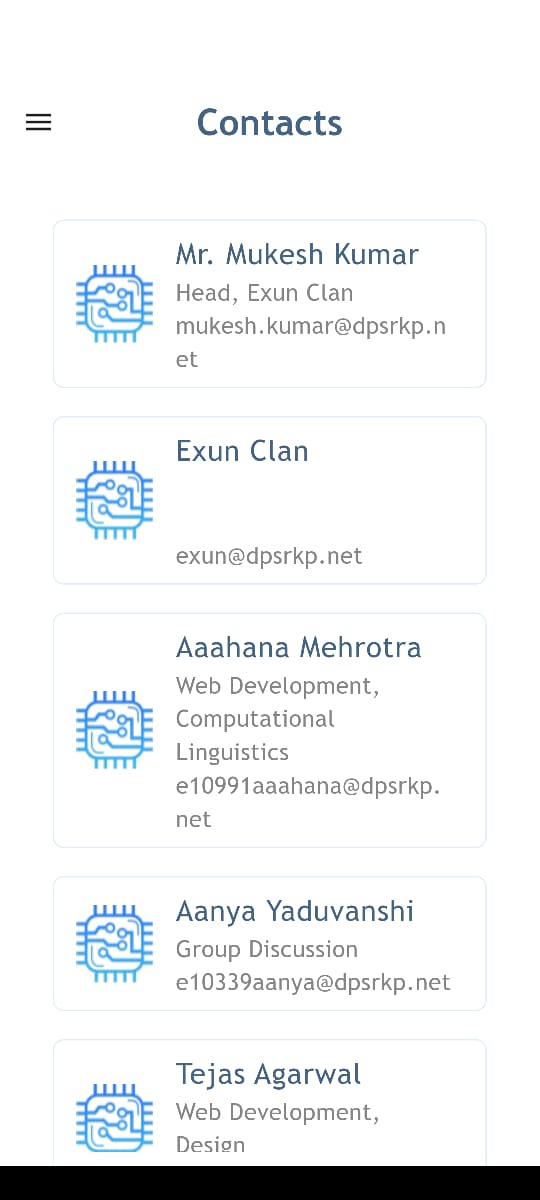 Contacts
Mr. Mukesh Kumar
Head, Exun Clan
mukesh.kumar@dpsrkp.n
et
Exun Clan
exun@dpsrkp.net
Aaahana Mehrotra
Web Development,
Computational
Linguistics
e10991aaahana@dpsrkp.
net
Aanya Yaduvanshi
Group Discussion
e10339aanya@dpsrkp.net
Tejas Agarwal
Web Development,
Design